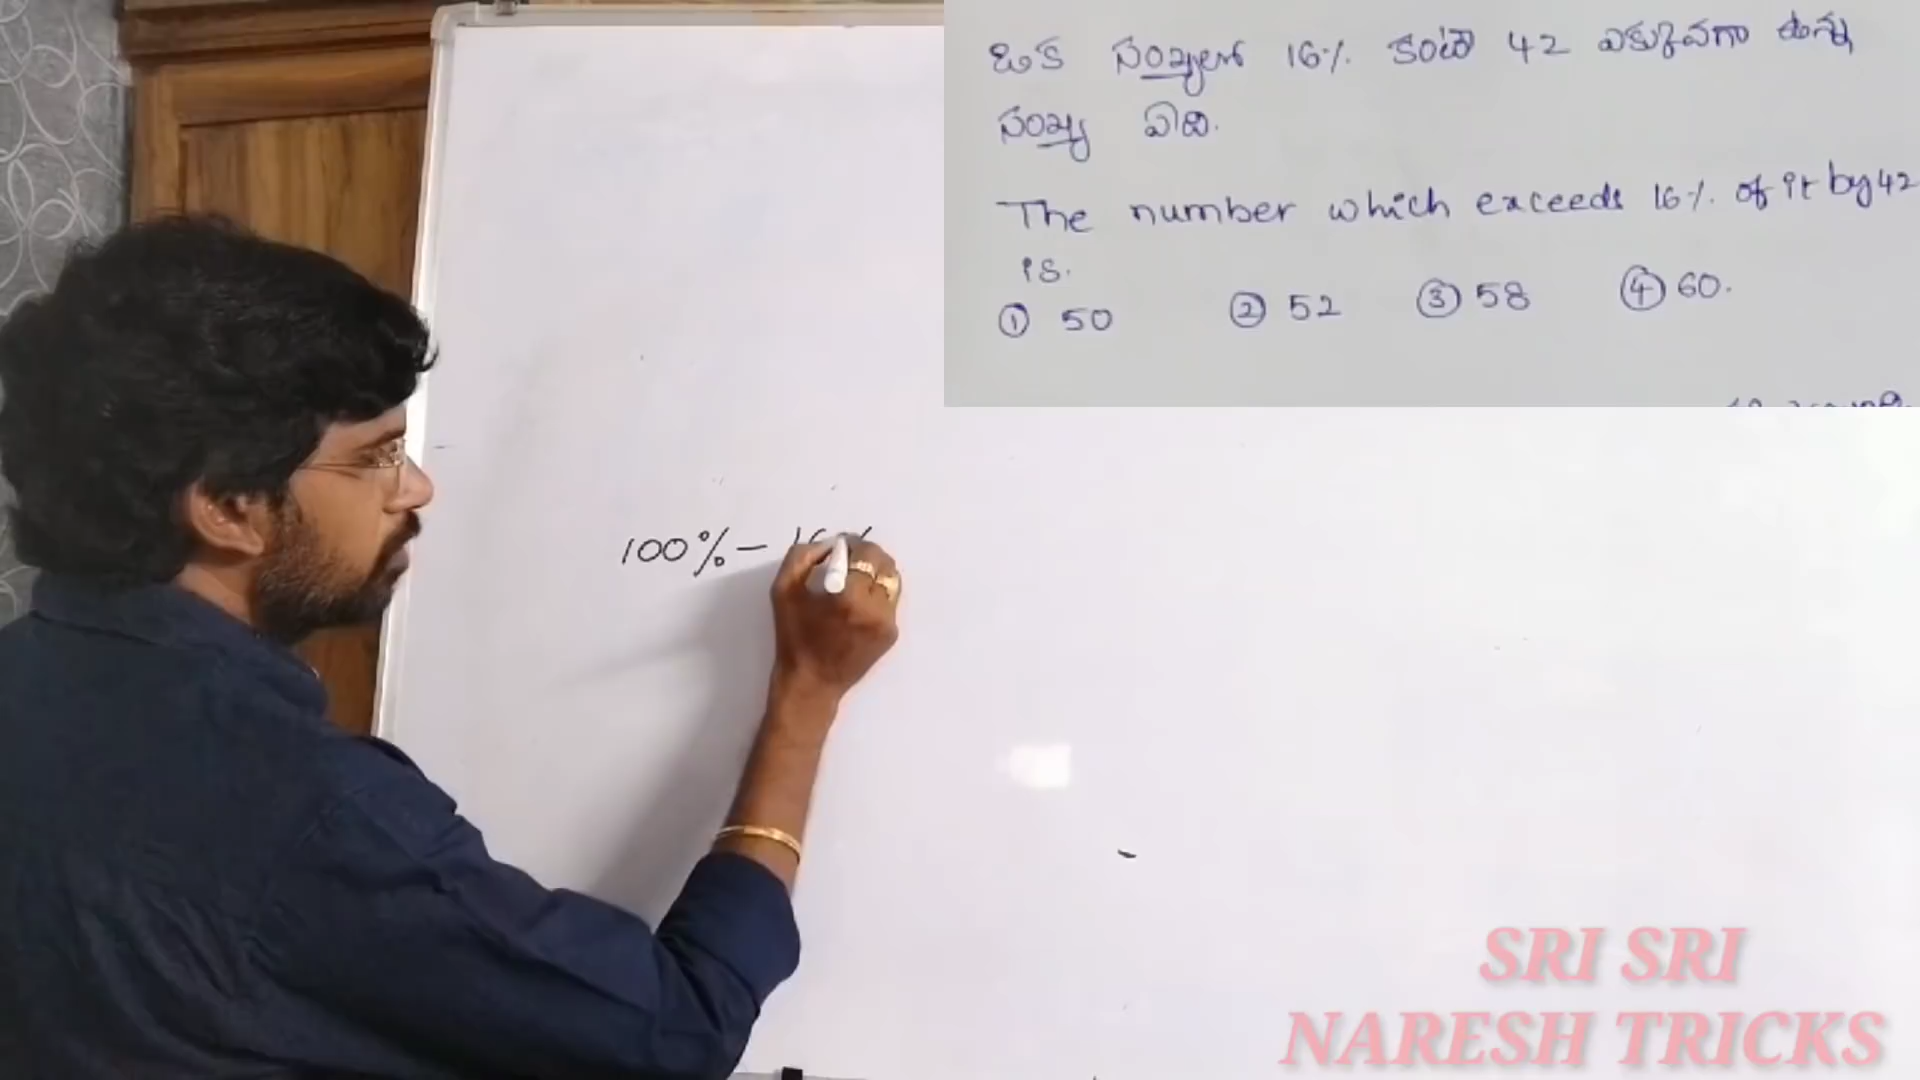 ఒక సంఖ్యలో 16%. కంటే 42 ఎక్కువగా ఉన్న
సంఖ్య ఏది.
The number which exceeds 16%. of it by 42
is.
① 50 ② 52 ③ 58 ④ 60.
100% - 16%
SRI SRI
NARESH TRICKS